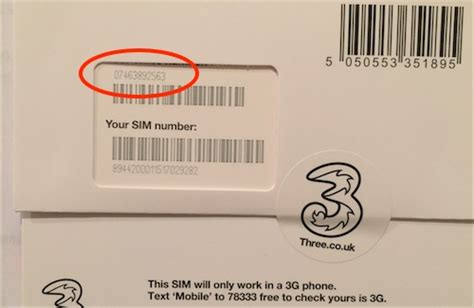 07463892563
5 050553 351895
Your SIM number:
8944200011517029282
Three.co.uk
This SIM will only work in a 3G phone.
Text ‘Mobile’ to 78333 free to check yours is 3G.